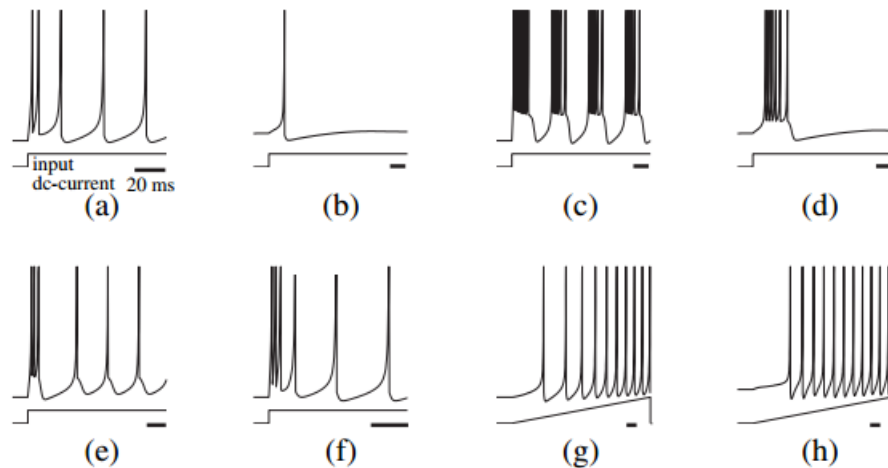 input
dc-current 20 ms
(a) (b) (c) (d)
(e) (f) (g) (h)